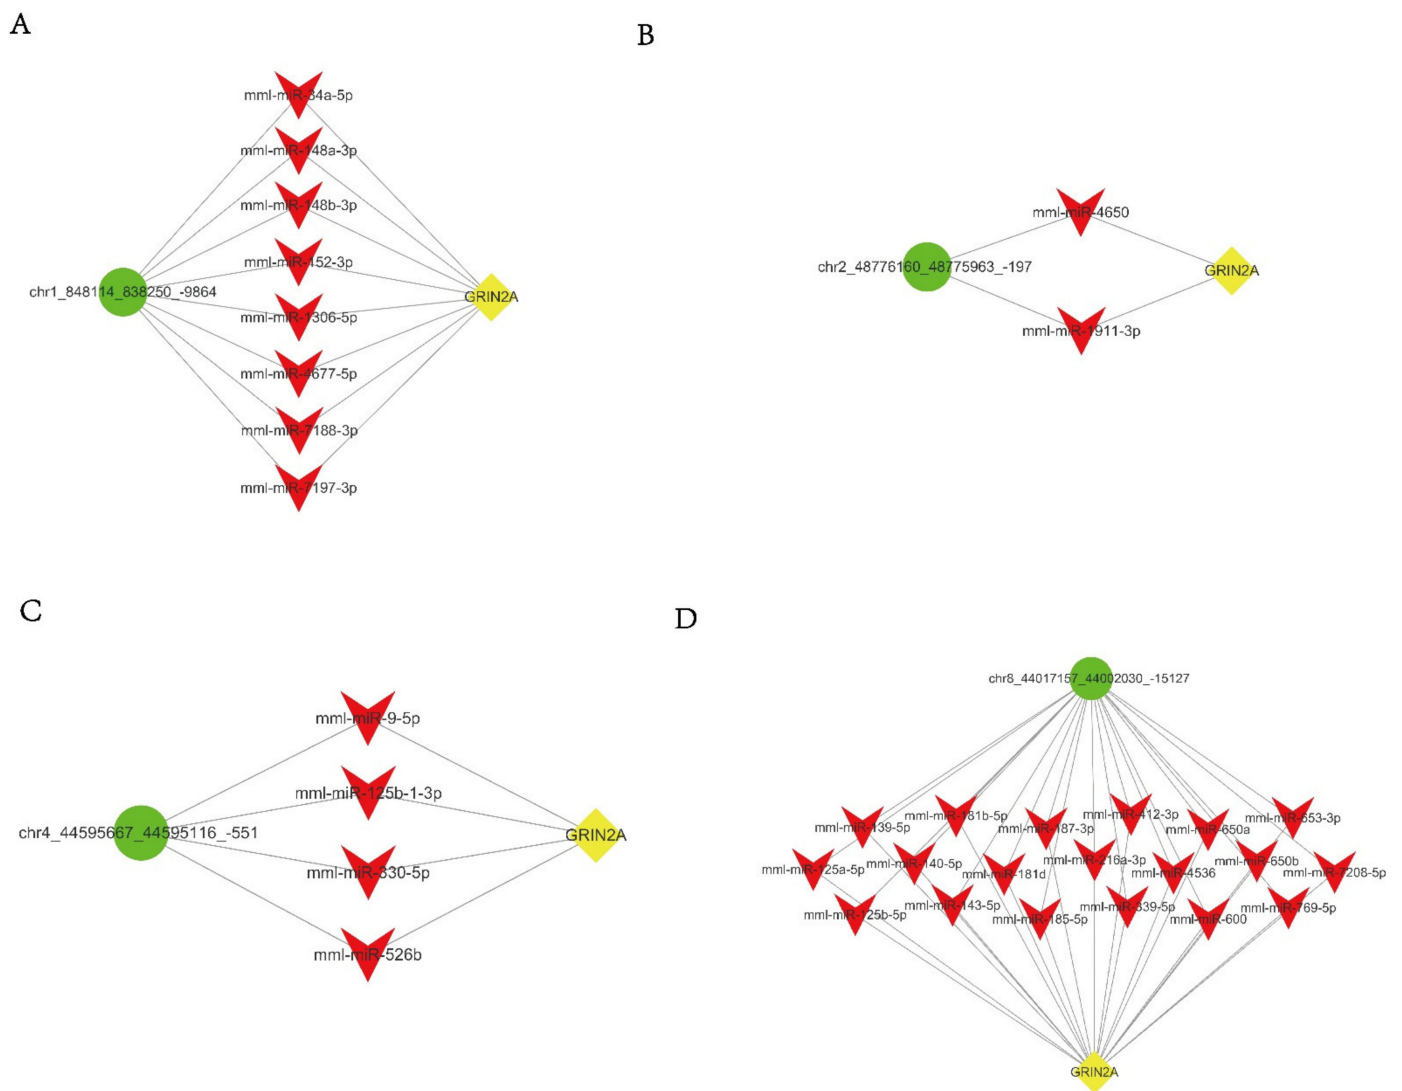 A
mml-miR-34a-5p
mml-miR-148a-3p
mml-miR-148b-3p
mml-miR-152-3p
chr1_848114_838250_-9864
GRIN2A
mml-miR-1306-5p
mml-miR-4677-5p
mml-miR-7188-3p
mml-miR-7197-3p
B
mml-miR-4650
chr2_48776160_48775963_-197
GRIN2A
mml-miR-1911-3p
C
mml-miR-9-5p
mml-miR-125b-1-3p
chr4_44595667_44595116_-551
GRIN2A
mml-miR-330-5p
mml-miR-526b
D
chr8_44017157_44002030_-15127
mml-miR-139-5p
mml-miR-181b-5p
mml-miR-187-3p
mml-miR-412-3p
mml-miR-650a
mml-miR-653-3p
mml-miR-125a-5p
mml-miR-140-5p
mml-miR-181d
mml-miR-216a-3p
mml-miR-4536
mml-miR-650b
mml-miR-7208-5p
mml-miR-125b-5p
mml-miR-143-5p
mml-miR-185-5p
mml-miR-339-5p
mml-miR-600
mml-miR-769-5p
GRIN2A